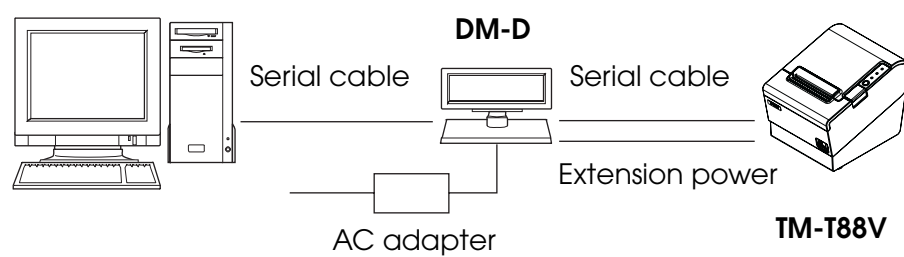 DM-D
Serial cable
Serial cable
Extension power
AC adapter
TM-T88V